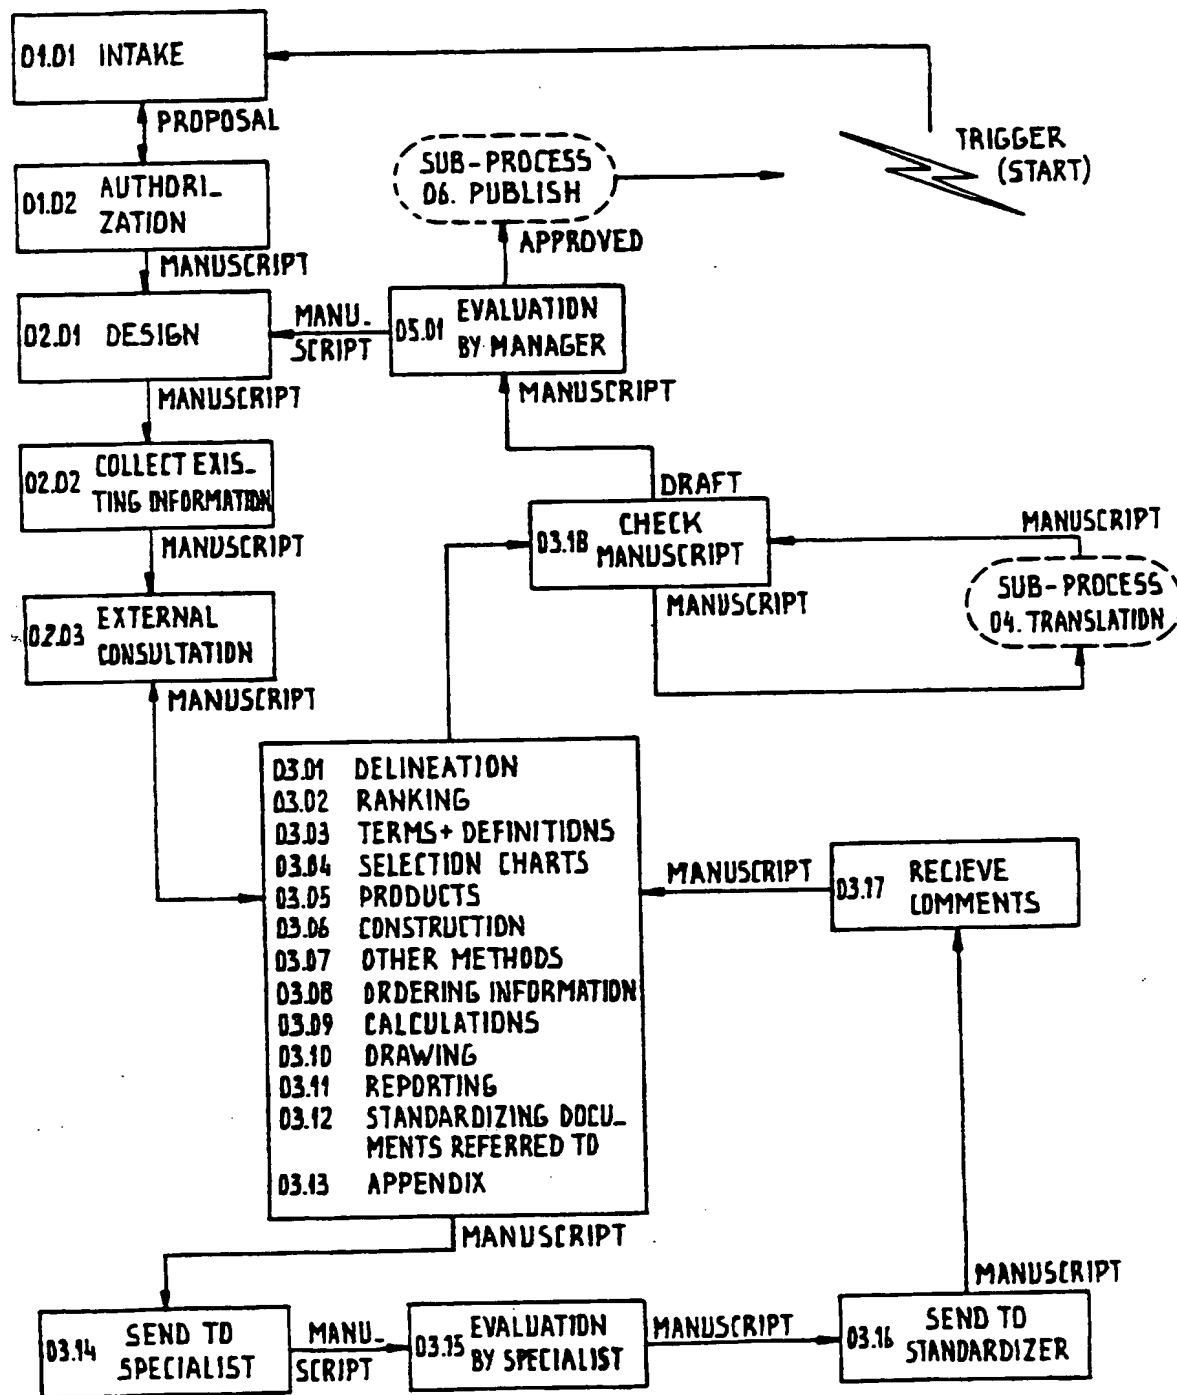 01.01 INTAKE
PROPOSAL
TRIGGER
(START)
SUB-PROCESS
06. PUBLISH
01.02 AUTHORI-
ZATION
APPROVED
MANUSCRIPT
02.01 DESIGN
MANU-
SCRIPT
05.01 EVALUATION
BY MANAGER
MANUSCRIPT
MANUSCRIPT
02.02 COLLECT EXIS-
TING INFORMATION
DRAFT
03.18 CHECK
MANUSCRIPT
MANUSCRIPT
MANUSCRIPT
SUB-PROCESS
04. TRANSLATION
MANUSCRIPT
02.03 EXTERNAL
CONSULTATION
MANUSCRIPT
03.01 DELINEATION
03.02 RANKING
03.03 TERMS+ DEFINITIONS
03.04 SELECTION CHARTS
03.05 PRODUCTS
03.06 CONSTRUCTION
03.07 OTHER METHODS
03.08 ORDERING INFORMATION
03.09 CALCULATIONS
03.10 DRAWING
03.11 REPORTING
03.12 STANDARDIZING DOCU-
MENTS REFERRED TO
03.13 APPENDIX
MANUSCRIPT
03.17 RECIEVE
COMMENTS
MANUSCRIPT
MANUSCRIPT
03.14 SEND TO
SPECIALIST
MANU-
SCRIPT
03.15 EVALUATION
BY SPECIALIST
MANUSCRIPT
03.16 SEND TO
STANDARDIZER